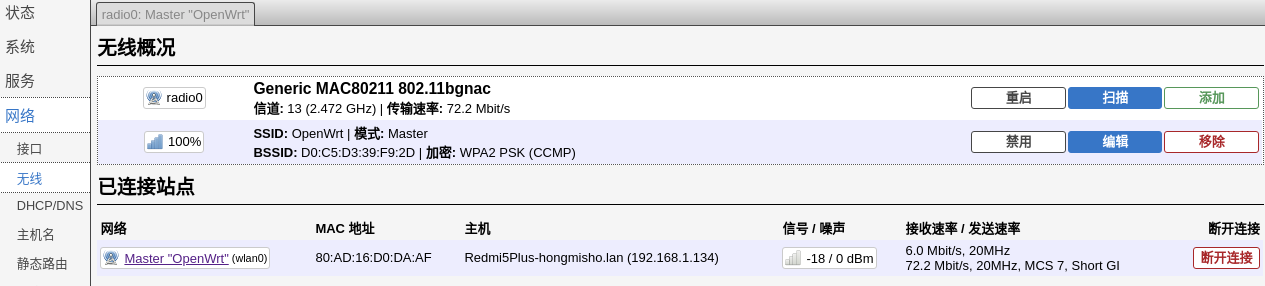 radio0: Master "OpenWrt"
状态
系统
服务
网络
接口
无线
DHCP/DNS
主机名
静态路由
无线概况
radio0
Generic MAC80211 802.11bgnac
信道: 13 (2.472 GHz) | 传输速率: 72.2 Mbit/s
重启 扫描 添加
100%
SSID: OpenWrt | 模式: Master
BSSID: D0:C5:D3:39:F9:2D | 加密: WPA2 PSK (CCMP)
禁用 编辑 移除
已连接站点
网络 MAC 地址 主机 信号 / 噪声 接收速率 / 发送速率 断开连接
Master "OpenWrt" (wlan0) 80:AD:16:D0:DA:AF Redmi5Plus-hongmisho.lan (192.168.1.134) -18 / 0 dBm
6.0 Mbit/s, 20MHz
72.2 Mbit/s, 20MHz, MCS 7, Short GI
断开连接